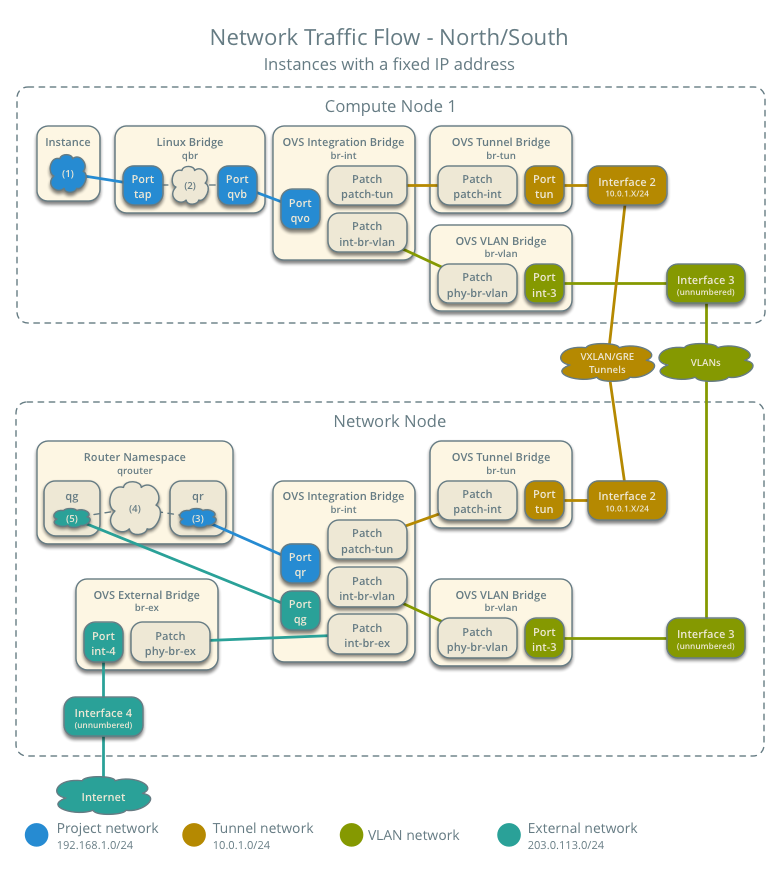 Network Traffic Flow - North/South
Instances with a fixed IP address
Compute Node 1
Instance
(1)
Linux Bridge
qbr
Port
tap
(2)
Port
qvb
OVS Integration Bridge
br-int
Port
qvo
Patch
patch-tun
Patch
int-br-vlan
OVS Tunnel Bridge
br-tun
Patch
patch-int
Port
tun
Interface 2
10.0.1.X/24
OVS VLAN Bridge
br-vlan
Patch
phy-br-vlan
Port
int-3
Interface 3
(unnumbered)
VXLAN/GRE
Tunnels
VLANs
Network Node
Router Namespace
qrouter
qg
(5)
(4)
qr
(3)
OVS Integration Bridge
br-int
Port
qr
Port
qg
Patch
patch-tun
Patch
int-br-vlan
Patch
int-br-ex
OVS Tunnel Bridge
br-tun
Patch
patch-int
Port
tun
Interface 2
10.0.1.X/24
OVS External Bridge
br-ex
Port
int-4
Patch
phy-br-ex
OVS VLAN Bridge
br-vlan
Patch
phy-br-vlan
Port
int-3
Interface 3
(unnumbered)
Interface 4
(unnumbered)
Internet
Project network
192.168.1.0/24
Tunnel network
10.0.1.0/24
VLAN network
External network
203.0.113.0/24